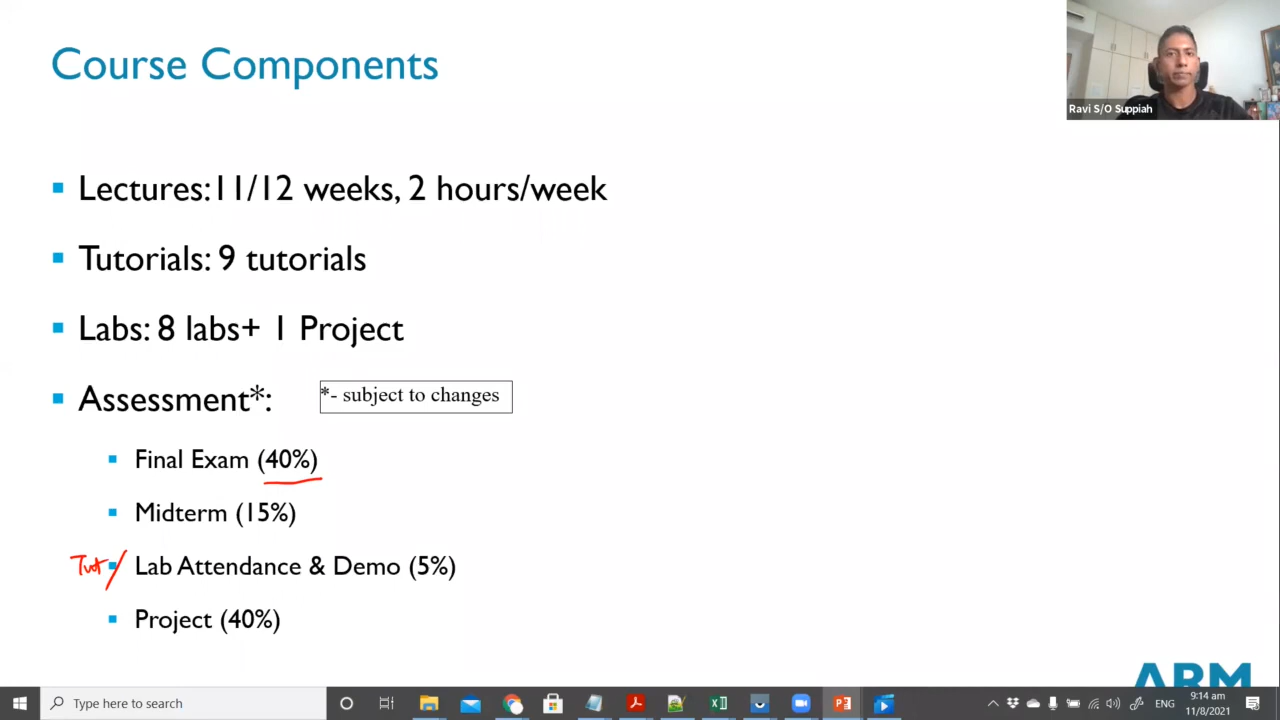 Course Components
Ravi S/O Suppiah
Lectures: 11/12 weeks, 2 hours/week
Tutorials: 9 tutorials
Labs: 8 labs+ 1 Project
Assessment*:
*- subject to changes
Final Exam (40%)
Midterm (15%)
Tut/ Lab Attendance & Demo (5%)
Project (40%)
ARM
Type here to search
ENG
9:14 am
11/8/2021